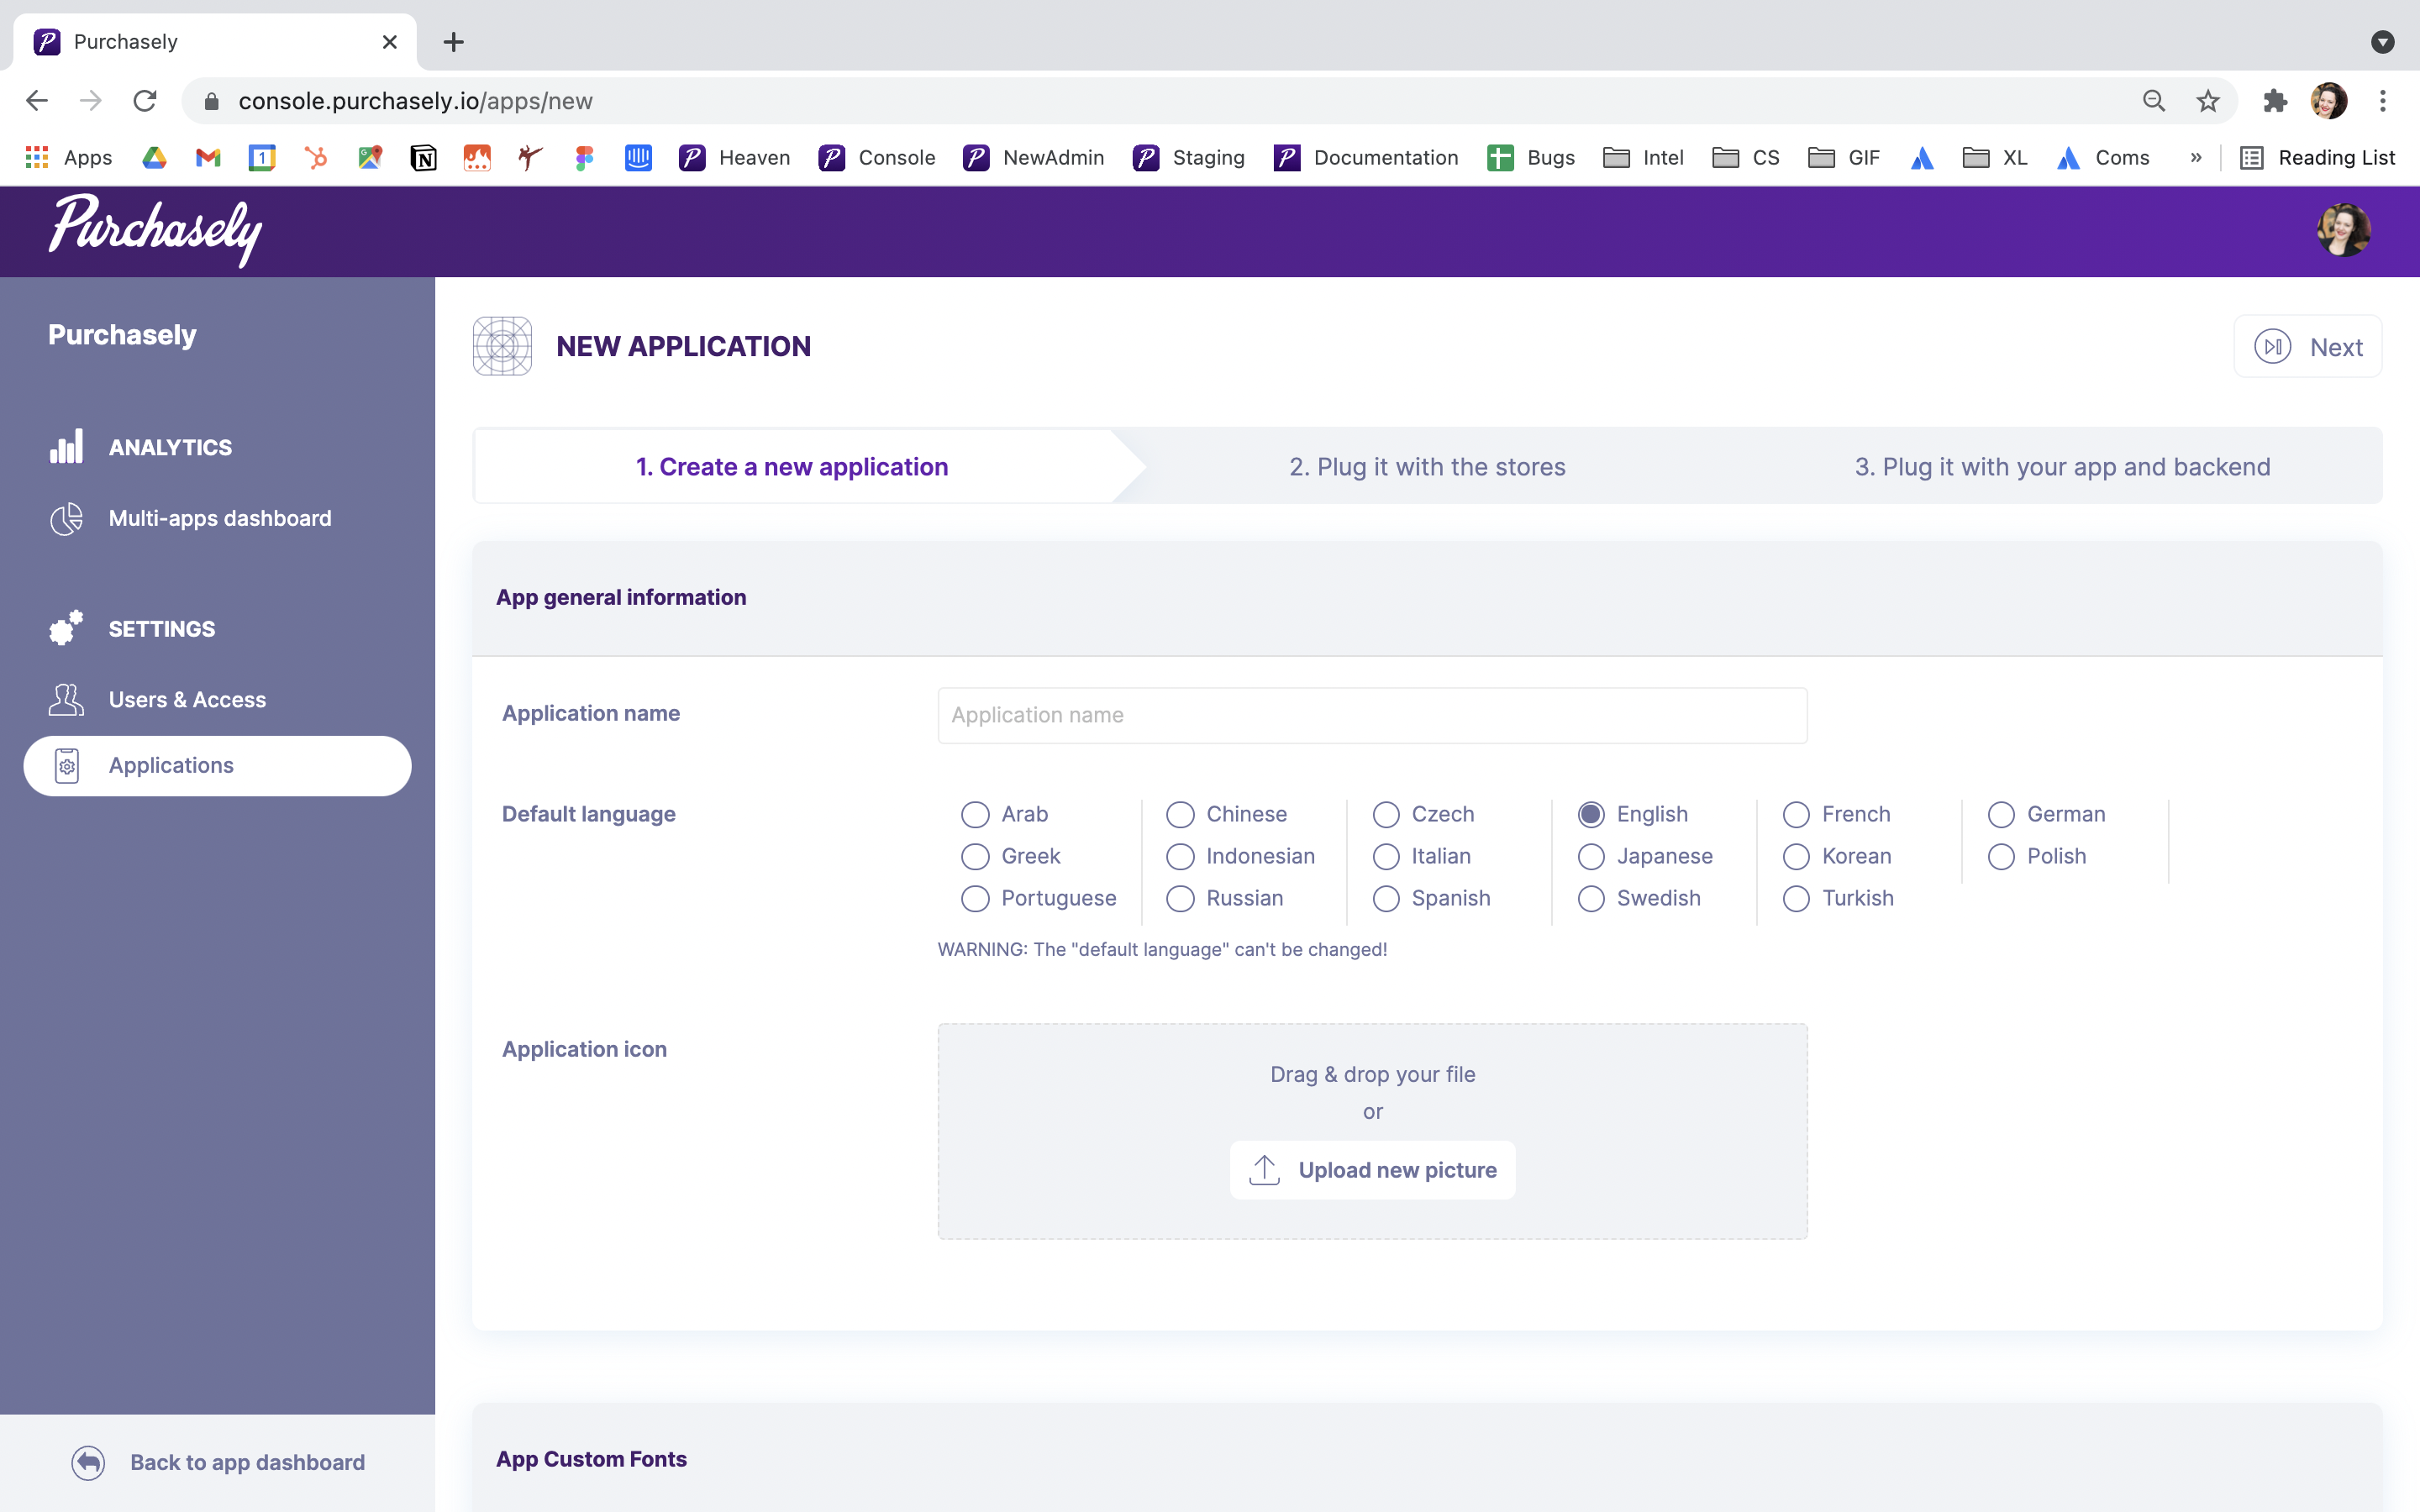 Purchasely
console.purchasely.io/apps/new
Apps
Heaven
Console
NewAdmin
Staging
Documentation
Bugs
Intel
CS
GIF
XL
Coms
»
Reading List
Purchasely
Purchasely
ANALYTICS
Multi-apps dashboard
SETTINGS
Users & Access
Applications
Back to app dashboard
NEW APPLICATION
Next
1. Create a new application
2. Plug it with the stores
3. Plug it with your app and backend
App general information
Application name
Application name
Default language
Arab Chinese Czech English French German
Greek Indonesian Italian Japanese Korean Polish
Portuguese Russian Spanish Swedish Turkish
WARNING: The "default language" can't be changed!
Application icon
Drag & drop your file
or
Upload new picture
App Custom Fonts